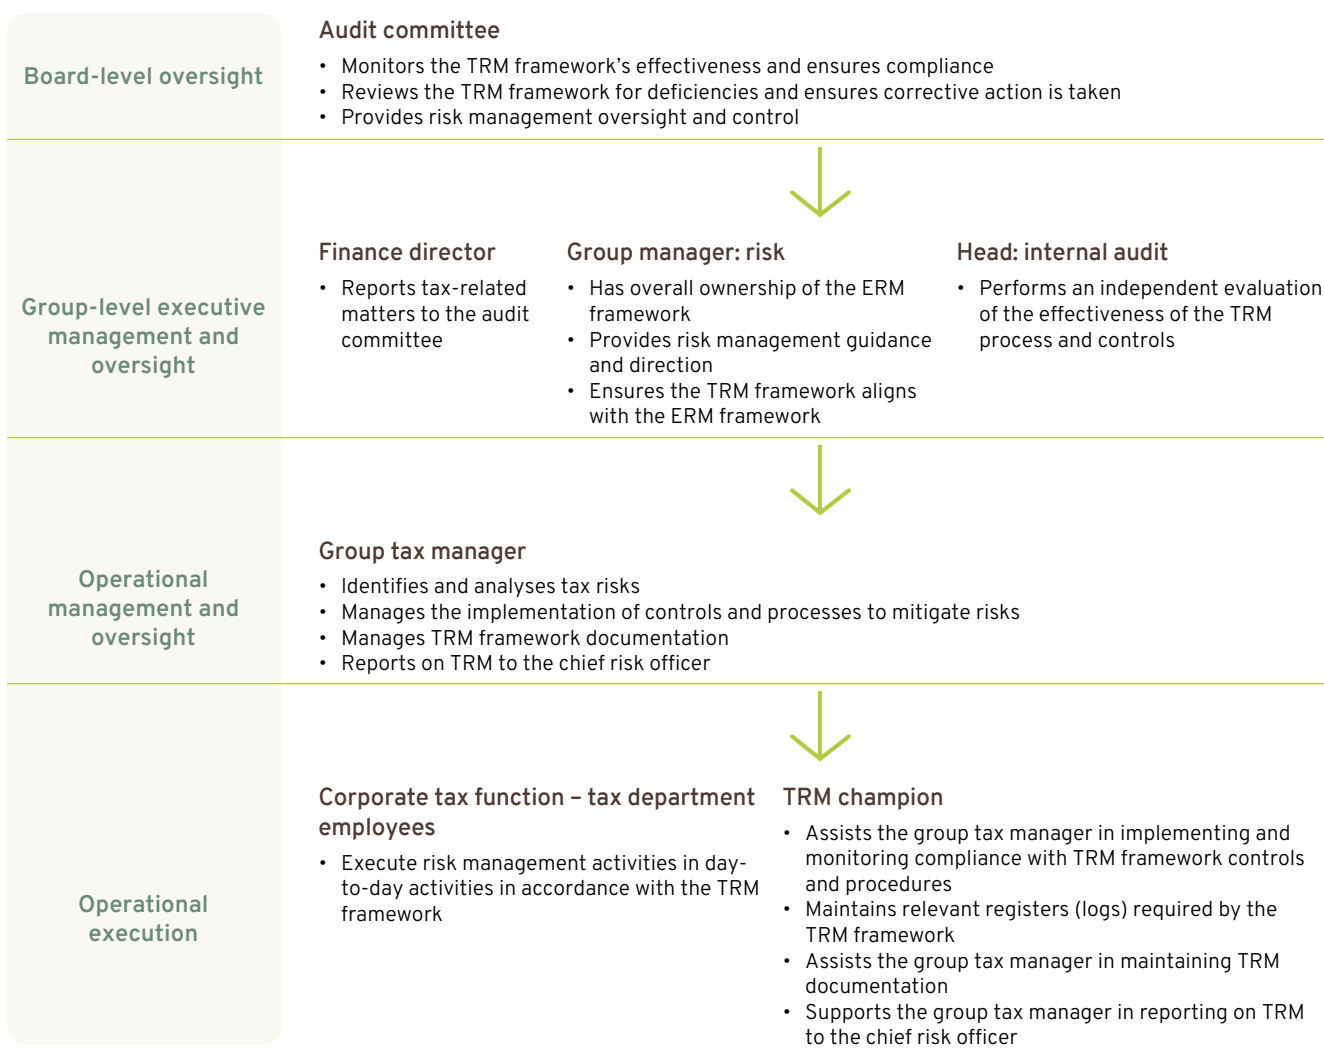 Board-level oversight
Audit committee
• Monitors the TRM framework's effectiveness and ensures compliance
• Reviews the TRM framework for deficiencies and ensures corrective action is taken
• Provides risk management oversight and control
Group-level executive
management and
oversight
Finance director
• Reports tax-related
matters to the audit
committee
Group manager: risk
• Has overall ownership of the ERM
framework
• Provides risk management guidance
and direction
• Ensures the TRM framework aligns
with the ERM framework
Head: internal audit
• Performs an independent evaluation
of the effectiveness of the TRM
process and controls
Operational
management and
oversight
Group tax manager
• Identifies and analyses tax risks
• Manages the implementation of controls and processes to mitigate risks
• Manages TRM framework documentation
• Reports on TRM to the chief risk officer
Operational
execution
Corporate tax function – tax department
employees
• Execute risk management activities in day-
to-day activities in accordance with the TRM
framework
TRM champion
• Assists the group tax manager in implementing and
monitoring compliance with TRM framework controls
and procedures
• Maintains relevant registers (logs) required by the
TRM framework
• Assists the group tax manager in maintaining TRM
documentation
• Supports the group tax manager in reporting on TRM
to the chief risk officer